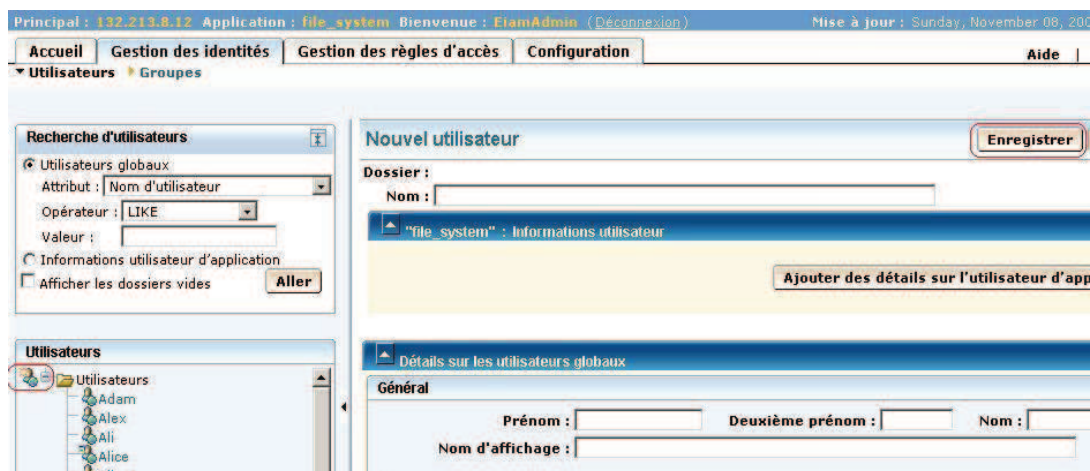 Principal : 132.213.8.12 Application : file_system Bienvenue : EiamAdmin (Déconnexion) Mise à jour : Sunday, November 08, 200
Accueil Gestion des identités Gestion des règles d'accès Configuration Aide |
Utilisateurs Groupes
Recherche d'utilisateurs
Utilisateurs globaux
Attribut : Nom d'utilisateur
Opérateur : LIKE
Valeur :
Informations utilisateur d'application
Afficher les dossiers vides Aller
Utilisateurs
Utilisateurs
Adam
Alex
Ali
Alice
Nouvel utilisateur Enregistrer
Dossier :
Nom :
"file_system" : Informations utilisateur
Ajouter des détails sur l'utilisateur d'app
Détails sur les utilisateurs globaux
Général
Prénom : Deuxième prénom : Nom :
Nom d'affichage :